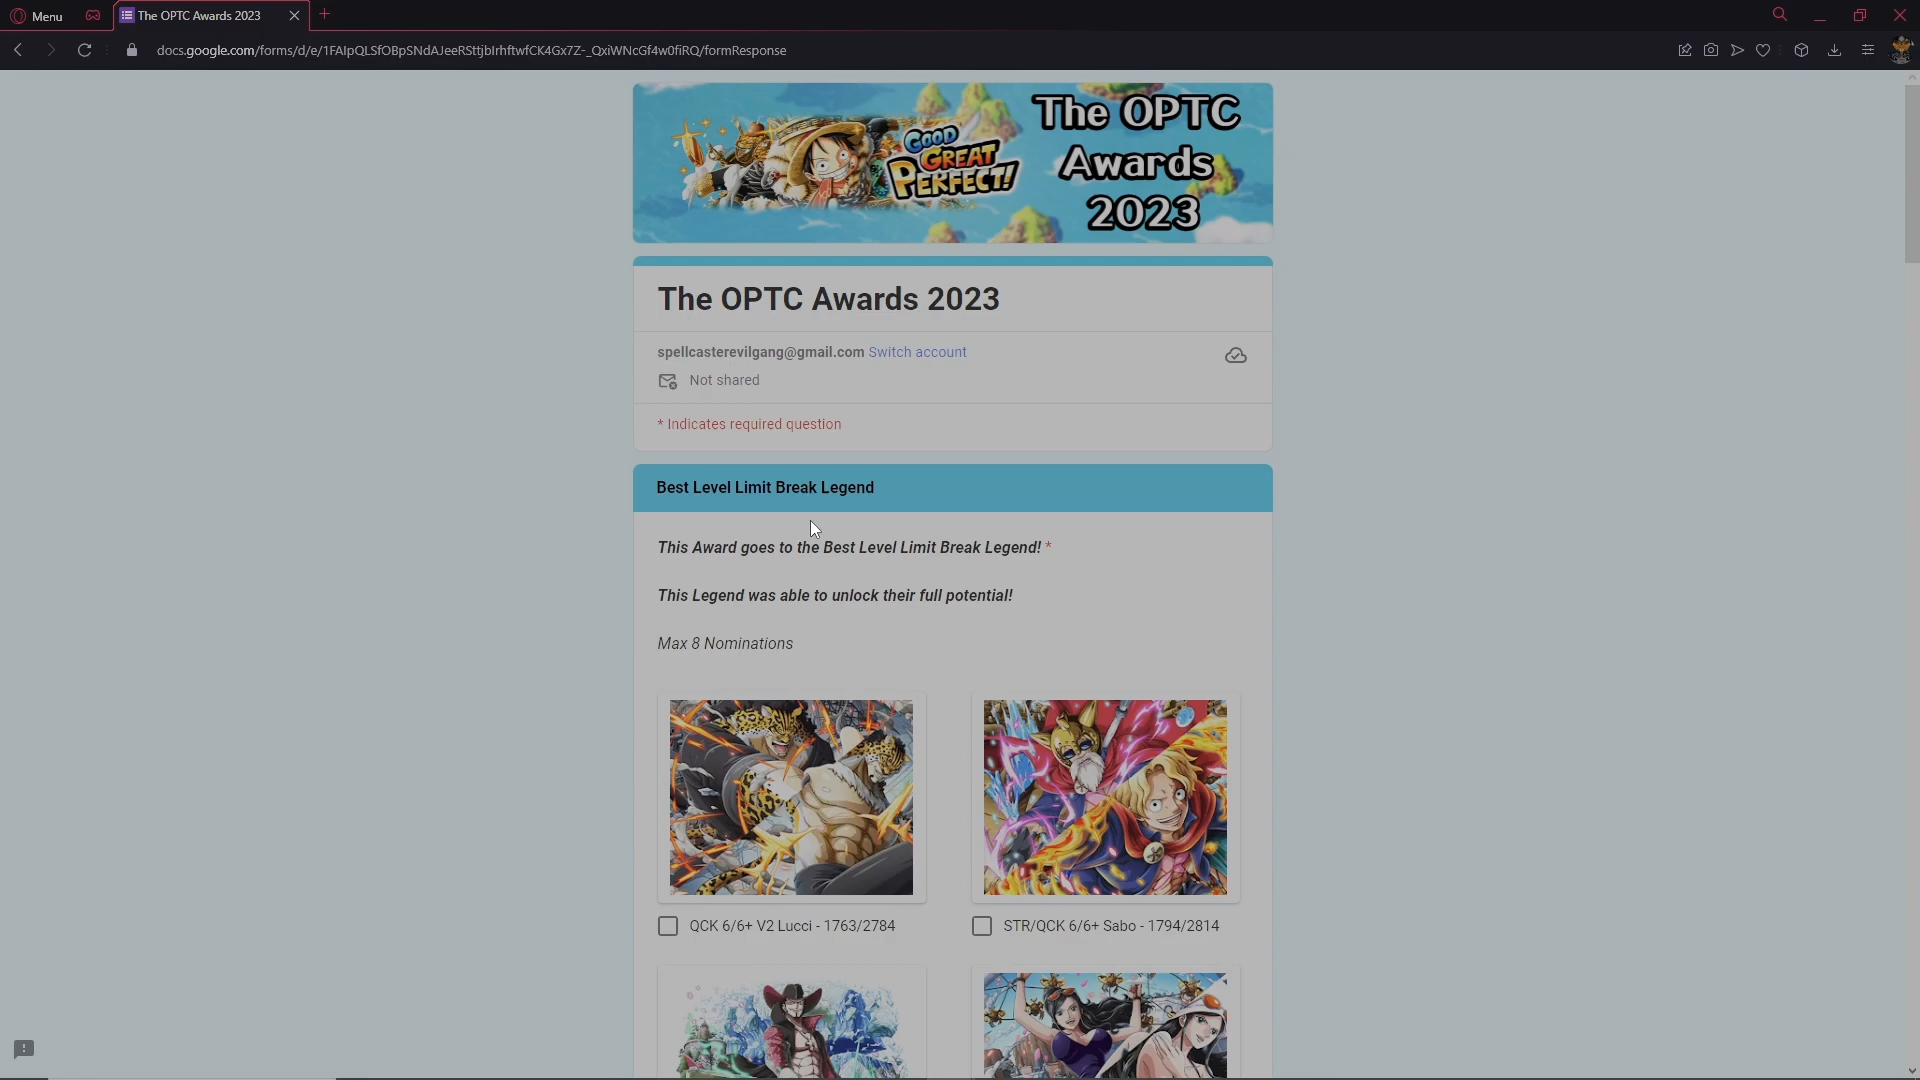 Menu
The OPTC Awards 2023
docs.google.com/forms/d/e/1FAIpQLSfOBpSNdAJeeRSttjbIrhftwfCK4Gx7Z-_QxiWNcGf4w0fiRQ/formResponse
GOOD
GREAT
PERFECT!
The OPTC
Awards
2023
The OPTC Awards 2023
spellcasterevilgang@gmail.com Switch account
Not shared
* Indicates required question
Best Level Limit Break Legend
This Award goes to the Best Level Limit Break Legend! *
This Legend was able to unlock their full potential!
Max 8 Nominations
QCK 6/6+ V2 Lucci - 1763/2784
STR/QCK 6/6+ Sabo - 1794/2814